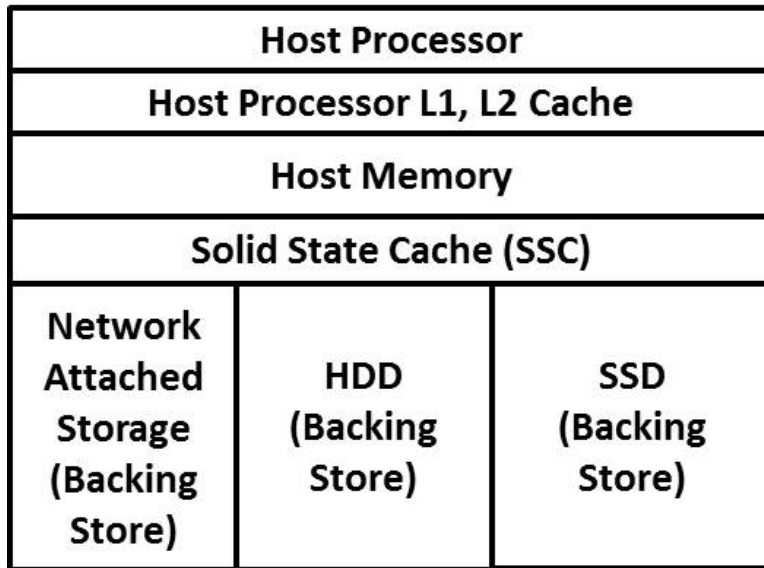 Host Processor
Host Processor L1, L2 Cache
Host Memory
Solid State Cache (SSC)
Network
Attached
Storage
(Backing
Store)
HDD
(Backing
Store)
SSD
(Backing
Store)